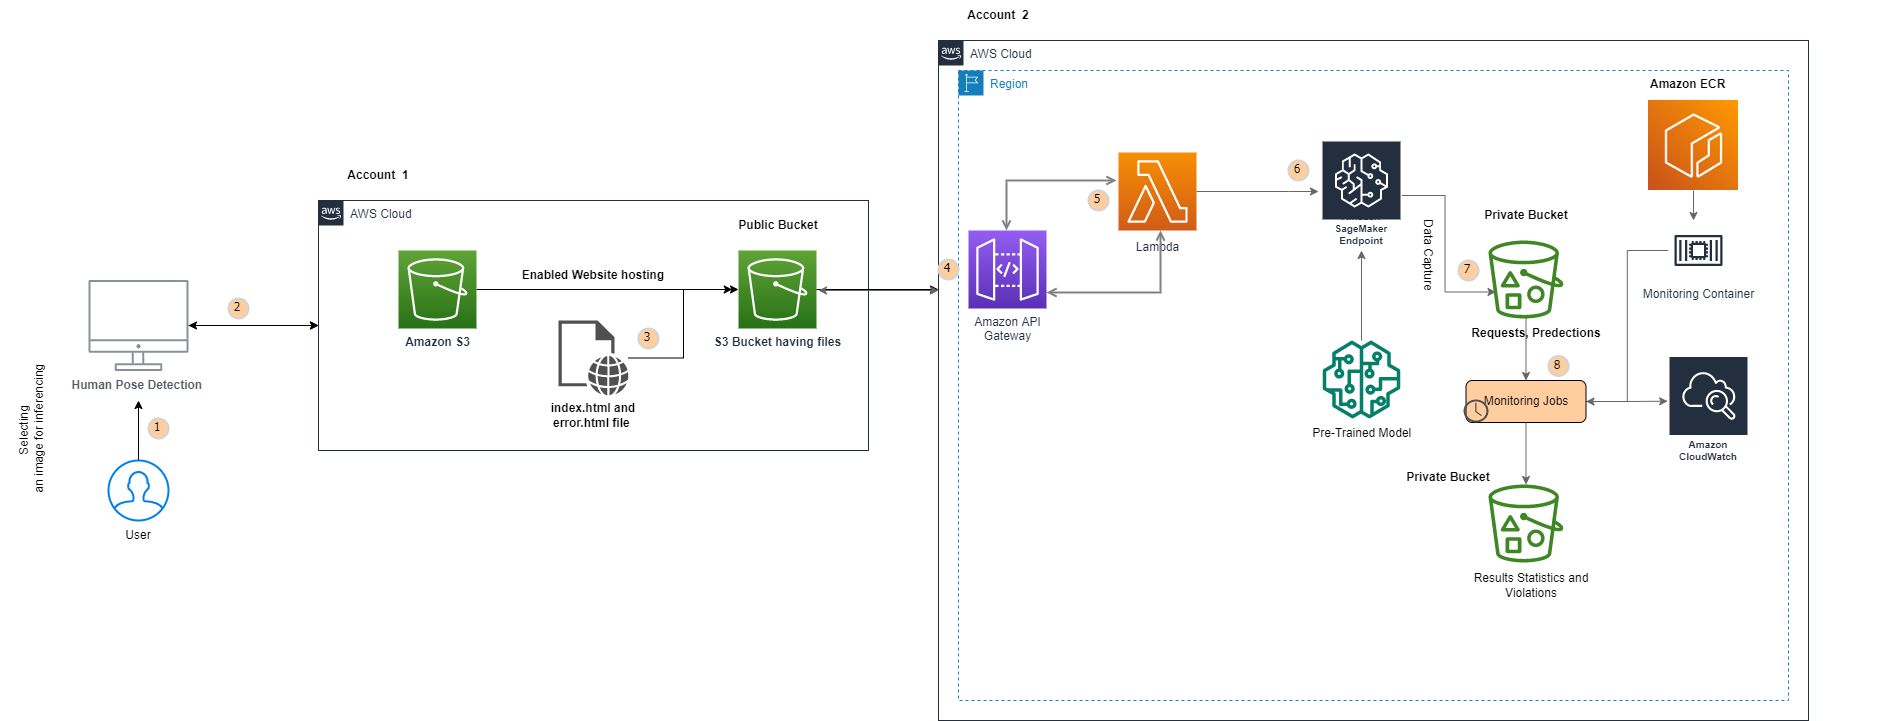 Account 2
aws
AWS Cloud
Region
Amazon ECR
Account 1
aws
AWS Cloud
Public Bucket
Enabled Website hosting
Amazon S3
3
S3 Bucket having files
index.html and
error.html file
2
Human Pose Detection
Selecting
an image for inferencing
1
User
4
Amazon API
Gateway
5
Lambda
6
SageMaker
Endpoint
Data Capture
7
Private Bucket
Requests, Predections
Monitoring Container
8
Monitoring Jobs
Pre-Trained Model
Amazon
CloudWatch
Private Bucket
Results Statistics and
Violations